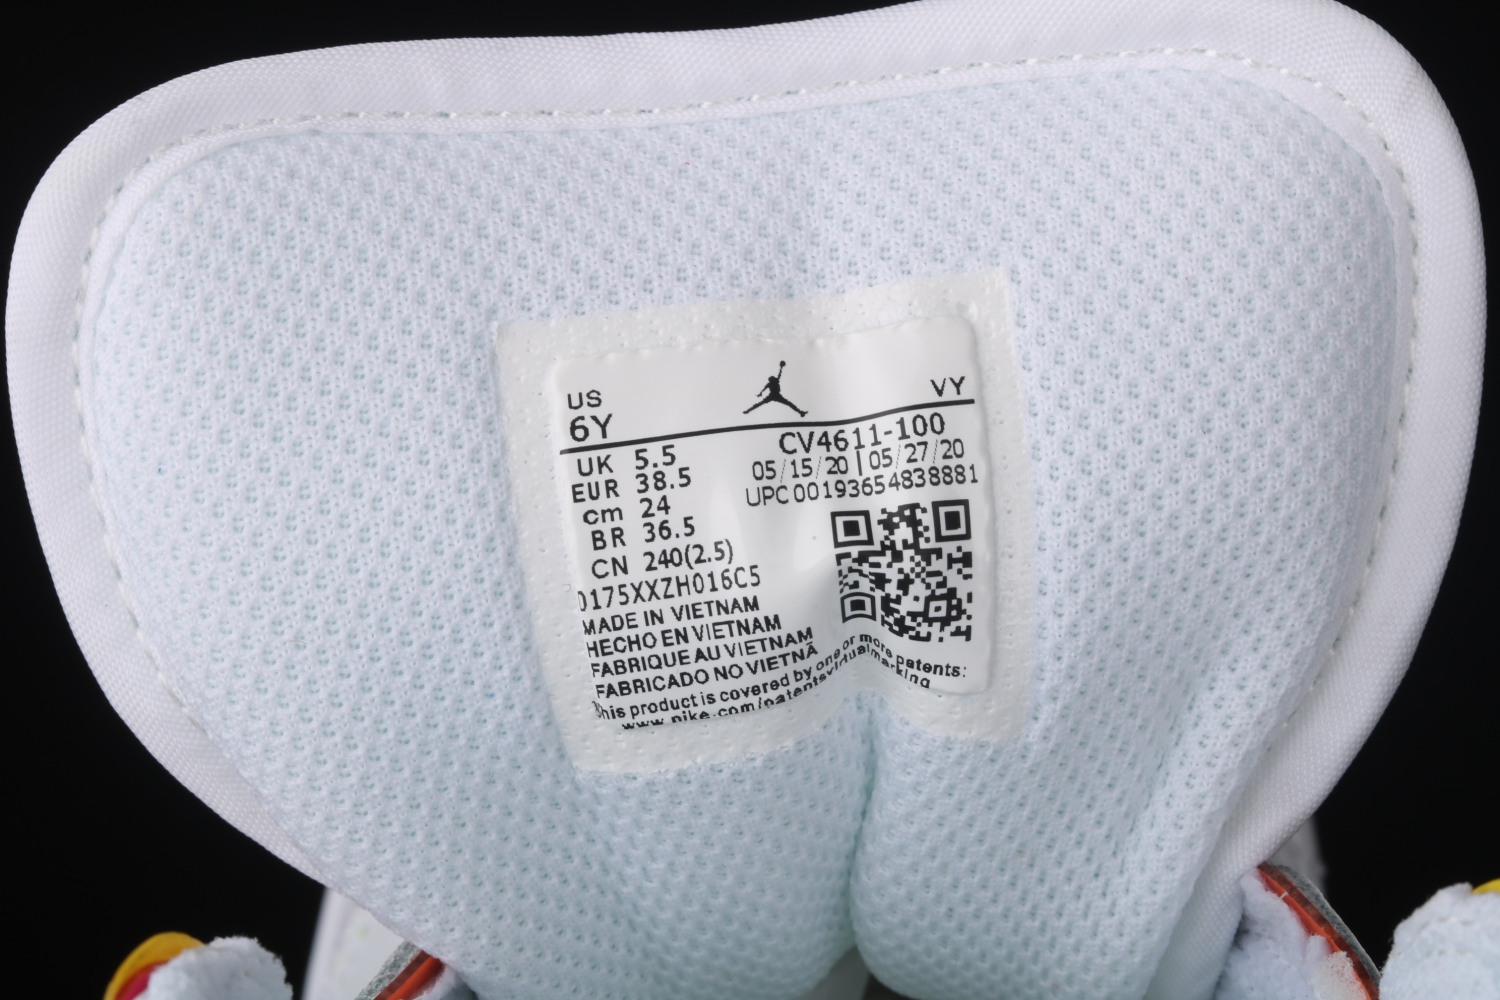 US VY
6Y
UK 5.5
EUR 38.5
cm 24
BR 36.5
CN 240(2.5)
CV4611-100
05/15/20 | 05/27/20
UPC 00193654838881
0175XXZH016C5
MADE IN VIETNAM
HECHO EN VIETNAM
FABRIQUE AU VIETNAM
FABRICADO NO VIETNÃ
This product is covered by one or more patents:
www.nike.com/patentsvirtualmarking